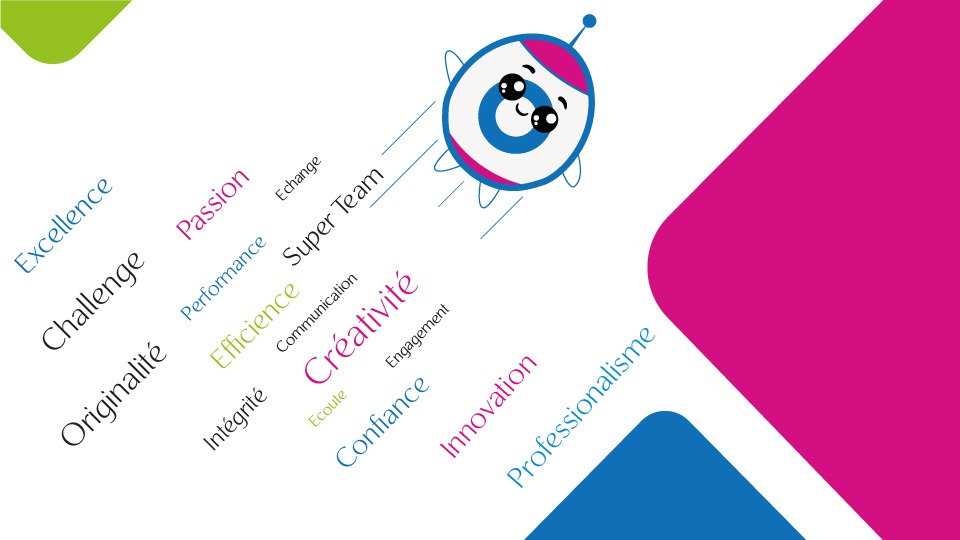 Excellence
Passion
Echange
Super Team
Challenge
Performance
Efficience
Communication
Créativité
Engagement
Originalité
Intégrité
Ecoute
Confiance
Innovation
Professionalisme